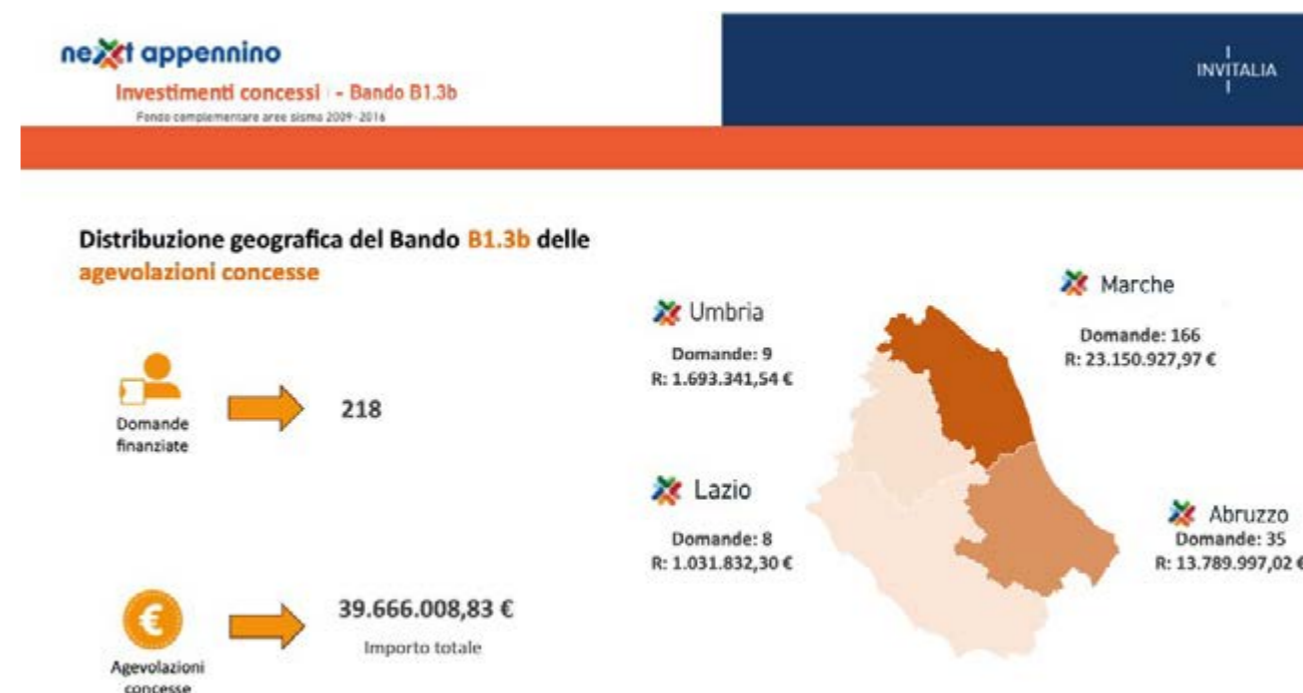 next appennino
INVITALIA
Investimenti concessi - Bando B1.3b
Fondo complementare aree sisma 2009-2016
Distribuzione geografica del Bando B1.3b delle
agevolazioni concesse
Domande
finanziate
218
Agevolazioni
concesse
39.666.008,83 €
Importo totale
Umbria
Domande: 9
R: 1.693.341,54 €
Marche
Domande: 166
R: 23.150.927,97 €
Lazio
Domande: 8
R: 1.031.832,30 €
Abruzzo
Domande: 35
R: 13.789.997,02 €